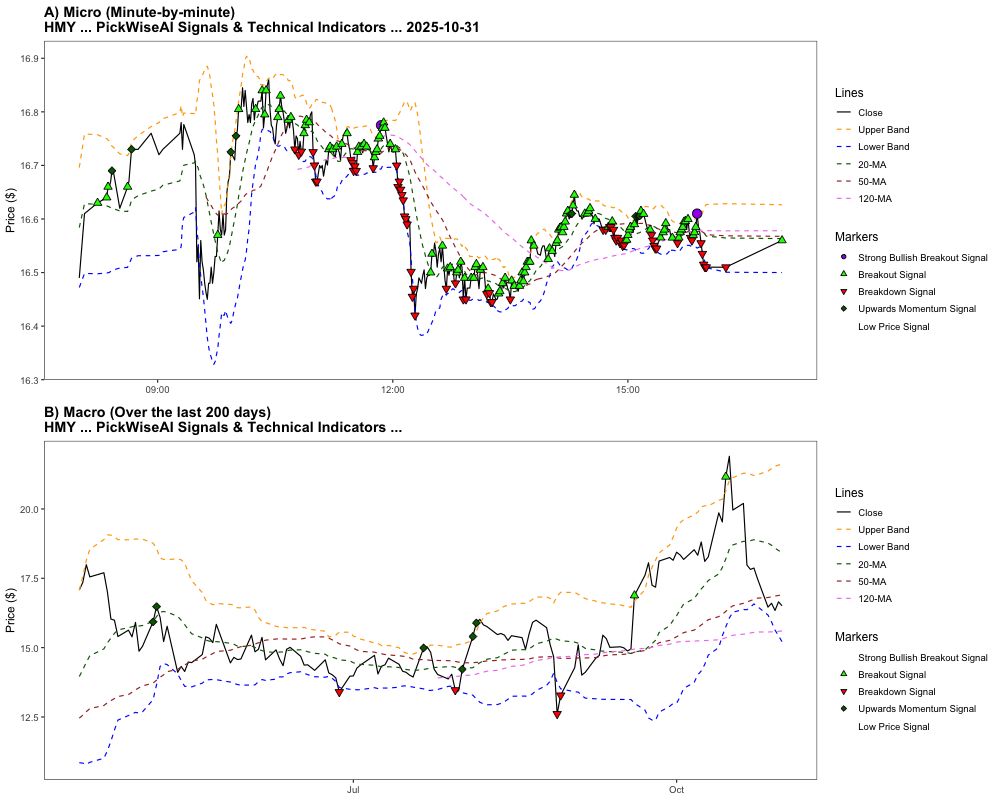 A) Micro (Minute-by-minute)
HMY ... PickWiseAI Signals & Technical Indicators ... 2025-10-31
Price ($)
16.9
16.8
16.7
16.6
16.5
16.4
16.3
09:00
12:00
15:00
Lines
Close
Upper Band
Lower Band
20-MA
50-MA
120-MA
Markers
Strong Bullish Breakout Signal
Breakout Signal
Breakdown Signal
Upwards Momentum Signal
Low Price Signal
B) Macro (Over the last 200 days)
HMY ... PickWiseAI Signals & Technical Indicators ...
Price ($)
20.0
17.5
15.0
12.5
Jul
Oct
Lines
Close
Upper Band
Lower Band
20-MA
50-MA
120-MA
Markers
Strong Bullish Breakout Signal
Breakout Signal
Breakdown Signal
Upwards Momentum Signal
Low Price Signal